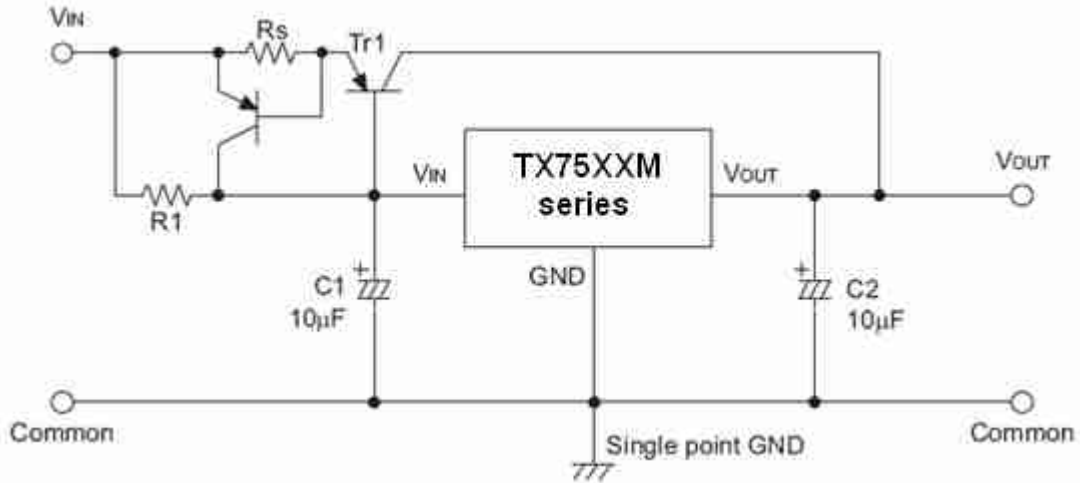 VIN
Rs
Tr1
R1
VIN
TX75XXM
series
VOUT
VOUT
GND
C1
10μF
C2
10μF
Common
Single point GND
Common